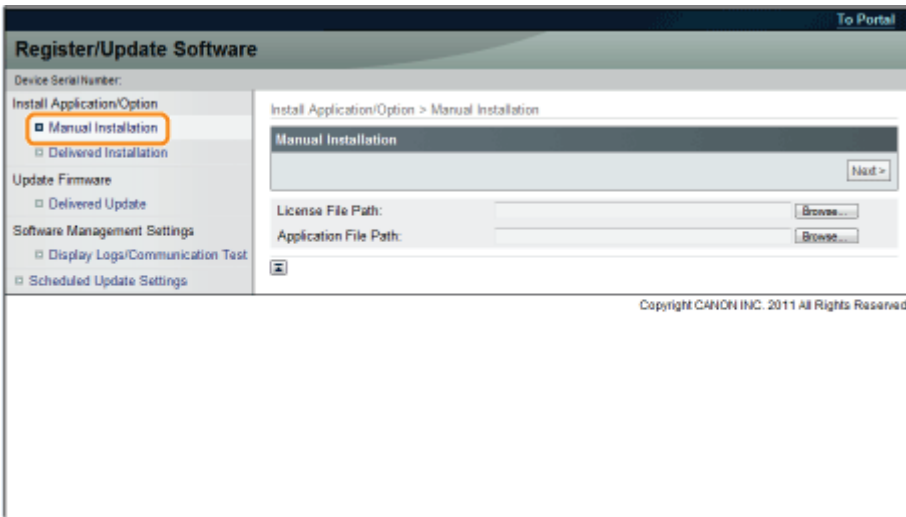 To Portal
Register/Update Software
Device Serial Number:
Install Application/Option
Manual Installation
Delivered Installation
Update Firmware
Delivered Update
Software Management Settings
Display Logs/Communication Test
Scheduled Update Settings
Install Application/Option > Manual Installation
Manual Installation
Next >
License File Path: Browse...
Application File Path: Browse...
Copyright CANON INC. 2011 All Rights Reserved